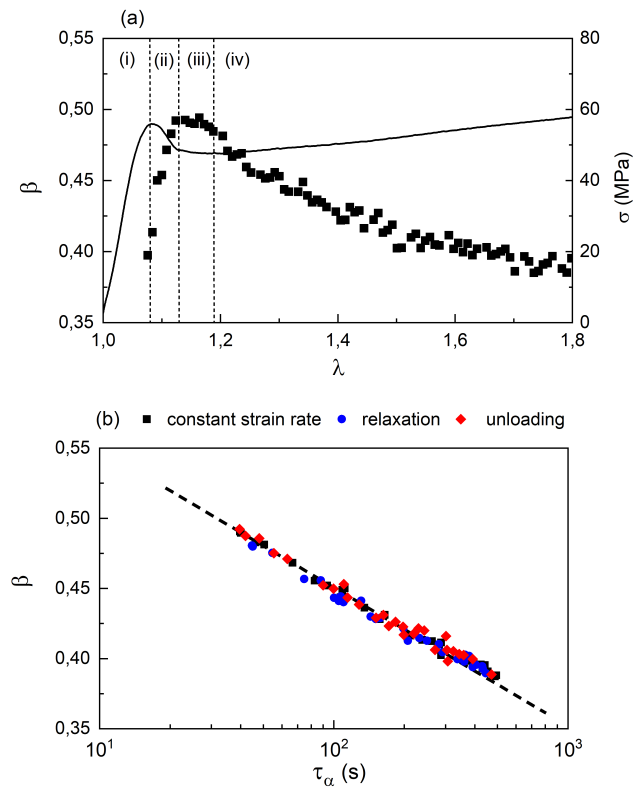 (a)
0,55
0,50
0,45
0,40
0,35
β
(i) (ii) (iii) (iv)
80
60
40
20
0
σ (MPa)
1,0 1,2 1,4 1,6 1,8
λ
(b) constant strain rate relaxation unloading
0,55
0,50
0,45
0,40
0,35
β
10¹ 10² 10³
τα (s)